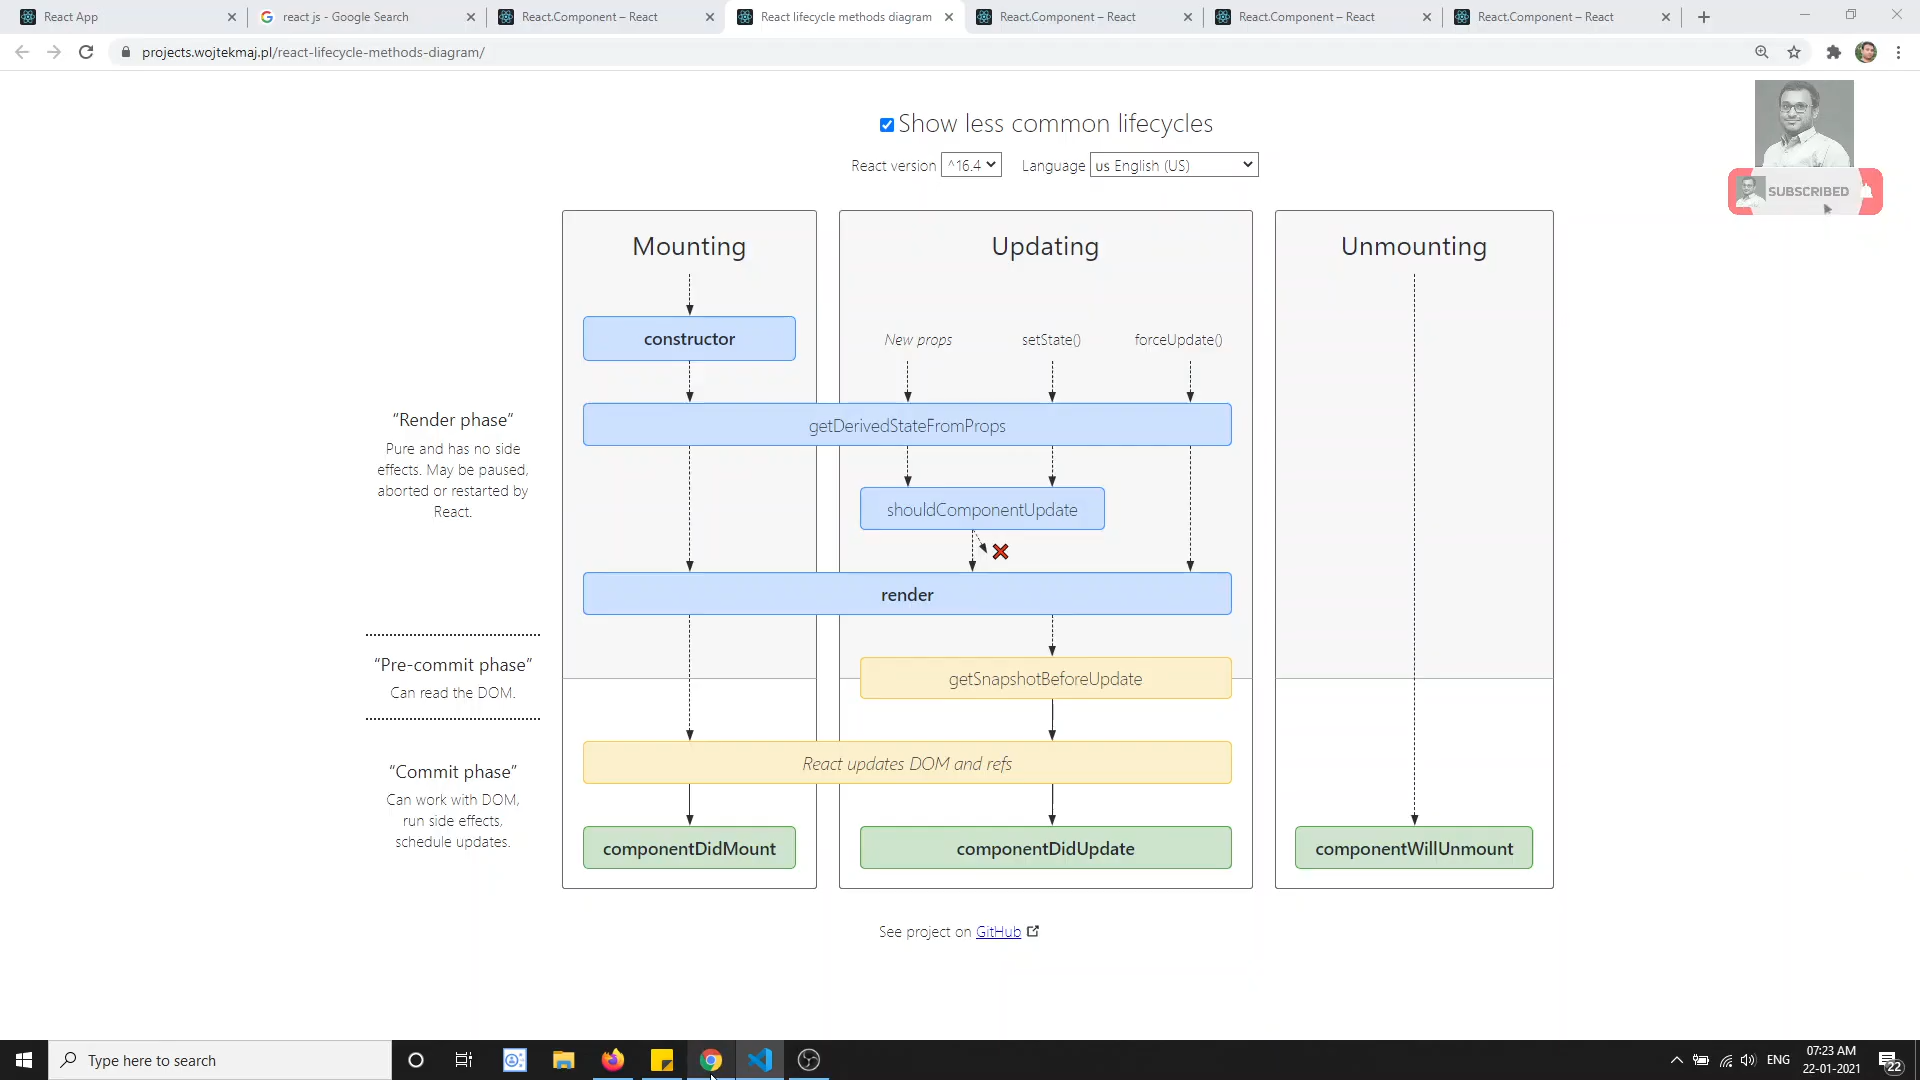 React App
react js - Google Search
React.Component – React
React lifecycle methods diagram
React.Component – React
React.Component – React
React.Component – React
projects.wojtekmaj.pl/react-lifecycle-methods-diagram/
Show less common lifecycles
React version ^16.4 Language us English (US)
SUBSCRIBED
Mounting
Updating
Unmounting
constructor
New props
setState()
forceUpdate()
“Render phase”
Pure and has no side
effects. May be paused,
aborted or restarted by
React.
getDerivedStateFromProps
shouldComponentUpdate
render
“Pre-commit phase”
Can read the DOM.
getSnapshotBeforeUpdate
React updates DOM and refs
“Commit phase”
Can work with DOM,
run side effects,
schedule updates.
componentDidMount
componentDidUpdate
componentWillUnmount
See project on GitHub
Type here to search
ENG
07:23 AM
22-01-2021
22